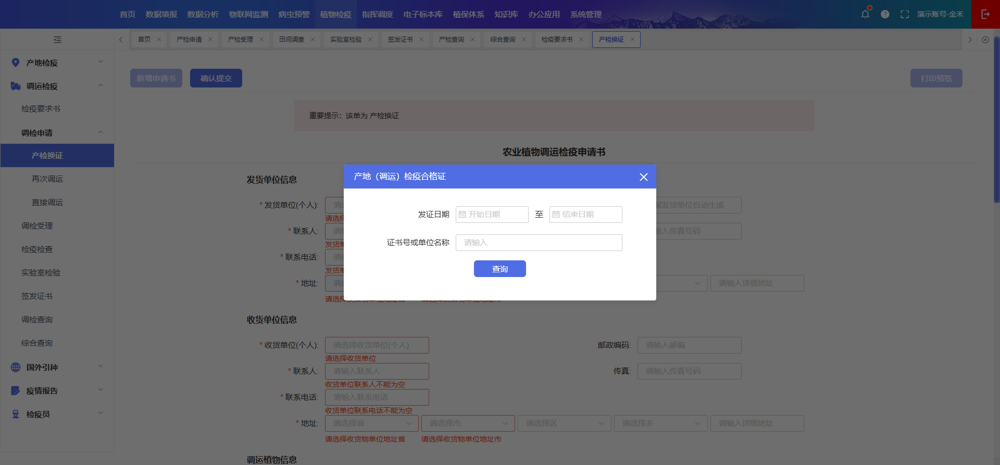 首页 数据填报 数据分析 物联网监测 病虫预警 植物检疫 指挥调度 电子标本库 植保体系 知识库 办公应用 系统管理 演示账号-金禾
首页 产检申请 产检受理 田间调查 实验室检验 签发证书 产检查询 综合查询 检疫要求书 产检换证
产地检疫
调运检疫
检疫要求书
调检申请
产检换证
再次调运
直接调运
调检受理
检疫检查
实验室检验
签发证书
调检查询
综合查询
国外引种
疫情报告
检疫员
新增申请书 确认提交 打印预览
重要提示：该单为 产检换证
农业植物调运检疫申请书
发货单位信息
* 发货单位(个人): 发货单位自动生成
请选择
* 联系人: 输入传真号码
发货单
* 联系电话:
发货单
* 地址: 请输入详细地址
产地（调运）检疫合格证
发证日期 开始日期 至 结束日期
证书号或单位名称 请输入
查询
收货单位信息
* 收货单位(个人): 请选择收货单位(个人) 邮政编码: 请输入邮编
请选择收货单位
* 联系人: 请输入联系人 传真: 请输入传真号码
收货单位联系人不能为空
* 联系电话: 请输入联系电话
收货单位联系电话不能为空
* 地址: 请选择省 请选择市 请选择区 请选择乡 请输入详细地址
请选择收货物单位地址省 请选择收货物单位地址市
调运植物信息